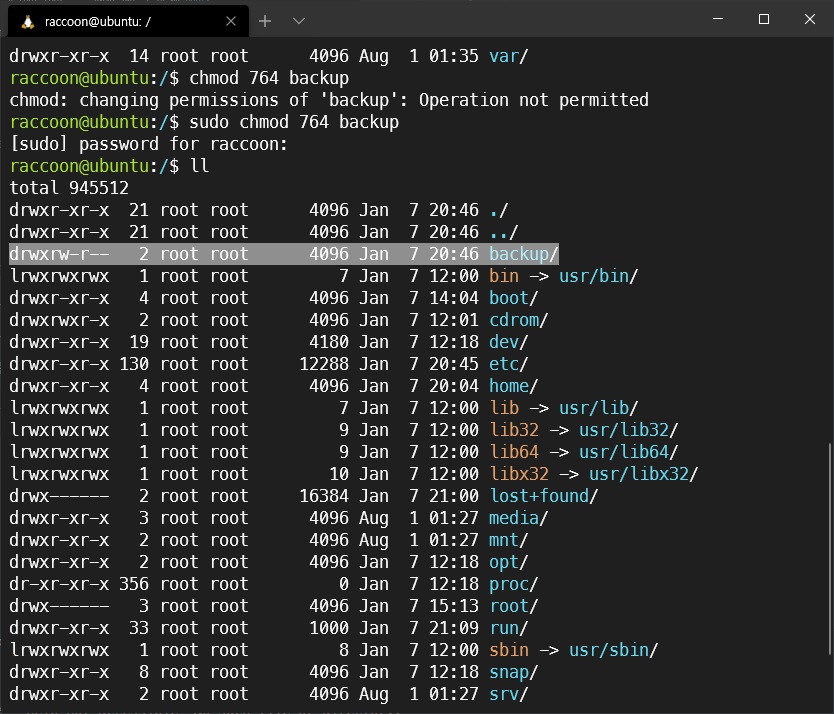 raccoon@ubuntu: /
drwxr-xr-x  14 root root      4096 Aug  1 01:35 var/
raccoon@ubuntu:/$ chmod 764 backup
chmod: changing permissions of 'backup': Operation not permitted
raccoon@ubuntu:/$ sudo chmod 764 backup
[sudo] password for raccoon:
raccoon@ubuntu:/$ ll
total 945512
drwxr-xr-x  21 root root      4096 Jan  7 20:46 ./
drwxr-xr-x  21 root root      4096 Jan  7 20:46 ../
drwxrw-r--   2 root root      4096 Jan  7 20:46 backup/
lrwxrwxrwx   1 root root         7 Jan  7 12:00 bin -> usr/bin/
drwxr-xr-x   4 root root      4096 Jan  7 14:04 boot/
drwxrwxr-x   2 root root      4096 Jan  7 12:01 cdrom/
drwxr-xr-x  19 root root      4180 Jan  7 12:18 dev/
drwxr-xr-x 130 root root     12288 Jan  7 20:45 etc/
drwxr-xr-x   4 root root      4096 Jan  7 20:04 home/
lrwxrwxrwx   1 root root         7 Jan  7 12:00 lib -> usr/lib/
lrwxrwxrwx   1 root root         9 Jan  7 12:00 lib32 -> usr/lib32/
lrwxrwxrwx   1 root root         9 Jan  7 12:00 lib64 -> usr/lib64/
lrwxrwxrwx   1 root root        10 Jan  7 12:00 libx32 -> usr/libx32/
drwx------   2 root root     16384 Jan  7 21:00 lost+found/
drwxr-xr-x   3 root root      4096 Aug  1 01:27 media/
drwxr-xr-x   2 root root      4096 Aug  1 01:27 mnt/
drwxr-xr-x   2 root root      4096 Jan  7 12:18 opt/
dr-xr-xr-x 356 root root         0 Jan  7 12:18 proc/
drwx------   3 root root      4096 Jan  7 15:13 root/
drwxr-xr-x  33 root root      1000 Jan  7 21:09 run/
lrwxrwxrwx   1 root root         8 Jan  7 12:00 sbin -> usr/sbin/
drwxr-xr-x   8 root root      4096 Jan  7 12:18 snap/
drwxr-xr-x   2 root root      4096 Aug  1 01:27 srv/